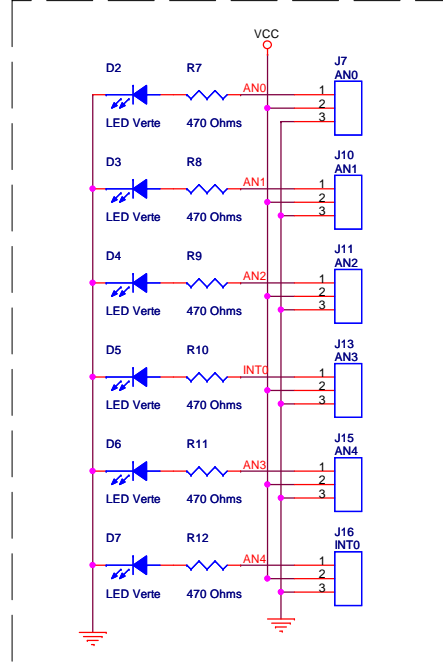 VCC
D2 R7 J7
AN0
AN0
1
2
3
LED Verte 470 Ohms
D3 R8 J10
AN1
AN1
1
2
3
LED Verte 470 Ohms
D4 R9 J11
AN2
AN2
1
2
3
LED Verte 470 Ohms
D5 R10 J13
AN3
INT0
1
2
3
LED Verte 470 Ohms
D6 R11 J15
AN4
AN3
1
2
3
LED Verte 470 Ohms
D7 R12 J16
INT0
AN4
1
2
3
LED Verte 470 Ohms